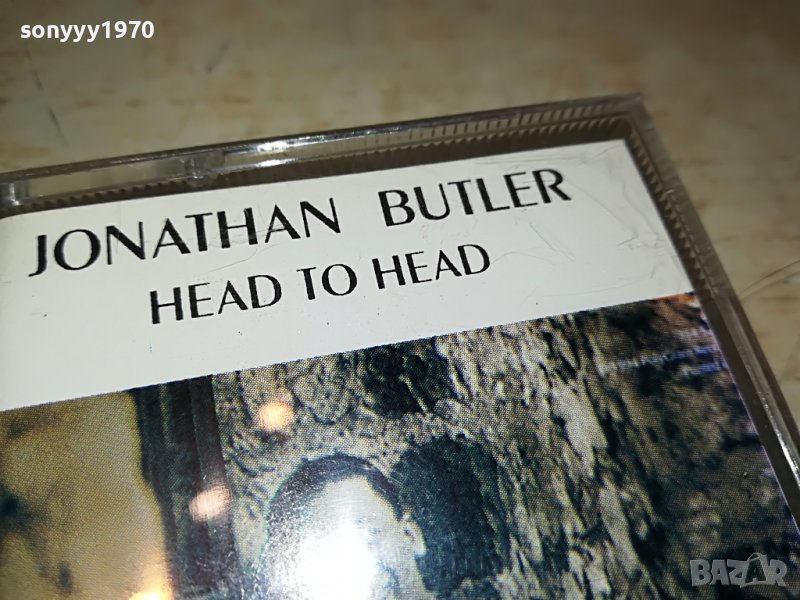 sonyyy1970
JONATHAN BUTLER
HEAD TO HEAD
BAZAR